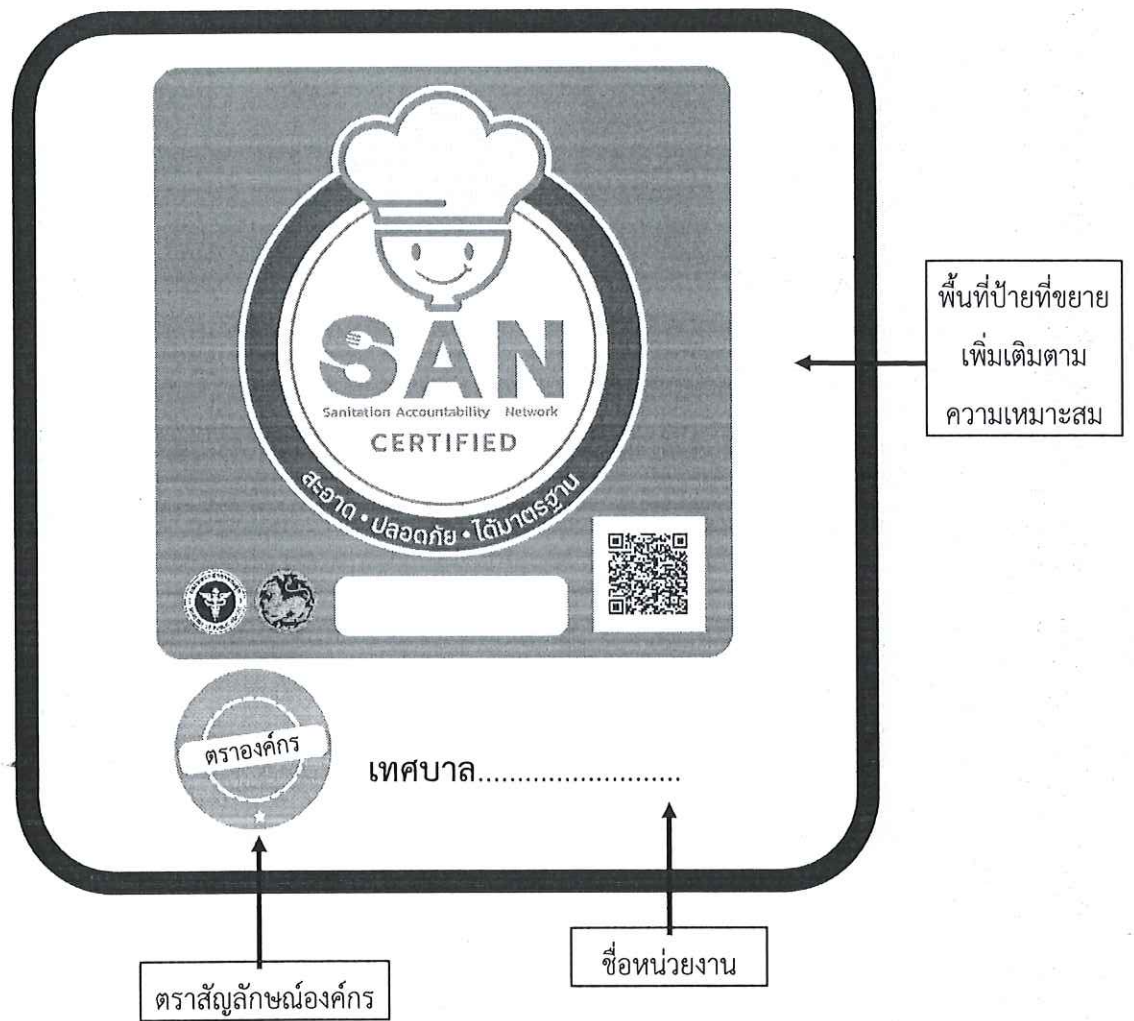 SAN
Sanitation Accountability Network
CERTIFIED
สะอาด • ปลอดภัย • ได้มาตรฐาน
พื้นที่ป้ายที่ขยาย
เพิ่มเติมตาม
ความเหมาะสม
ตราองค์กร
เทศบาล..........................
ชื่อหน่วยงาน
ตราสัญลักษณ์องค์กร